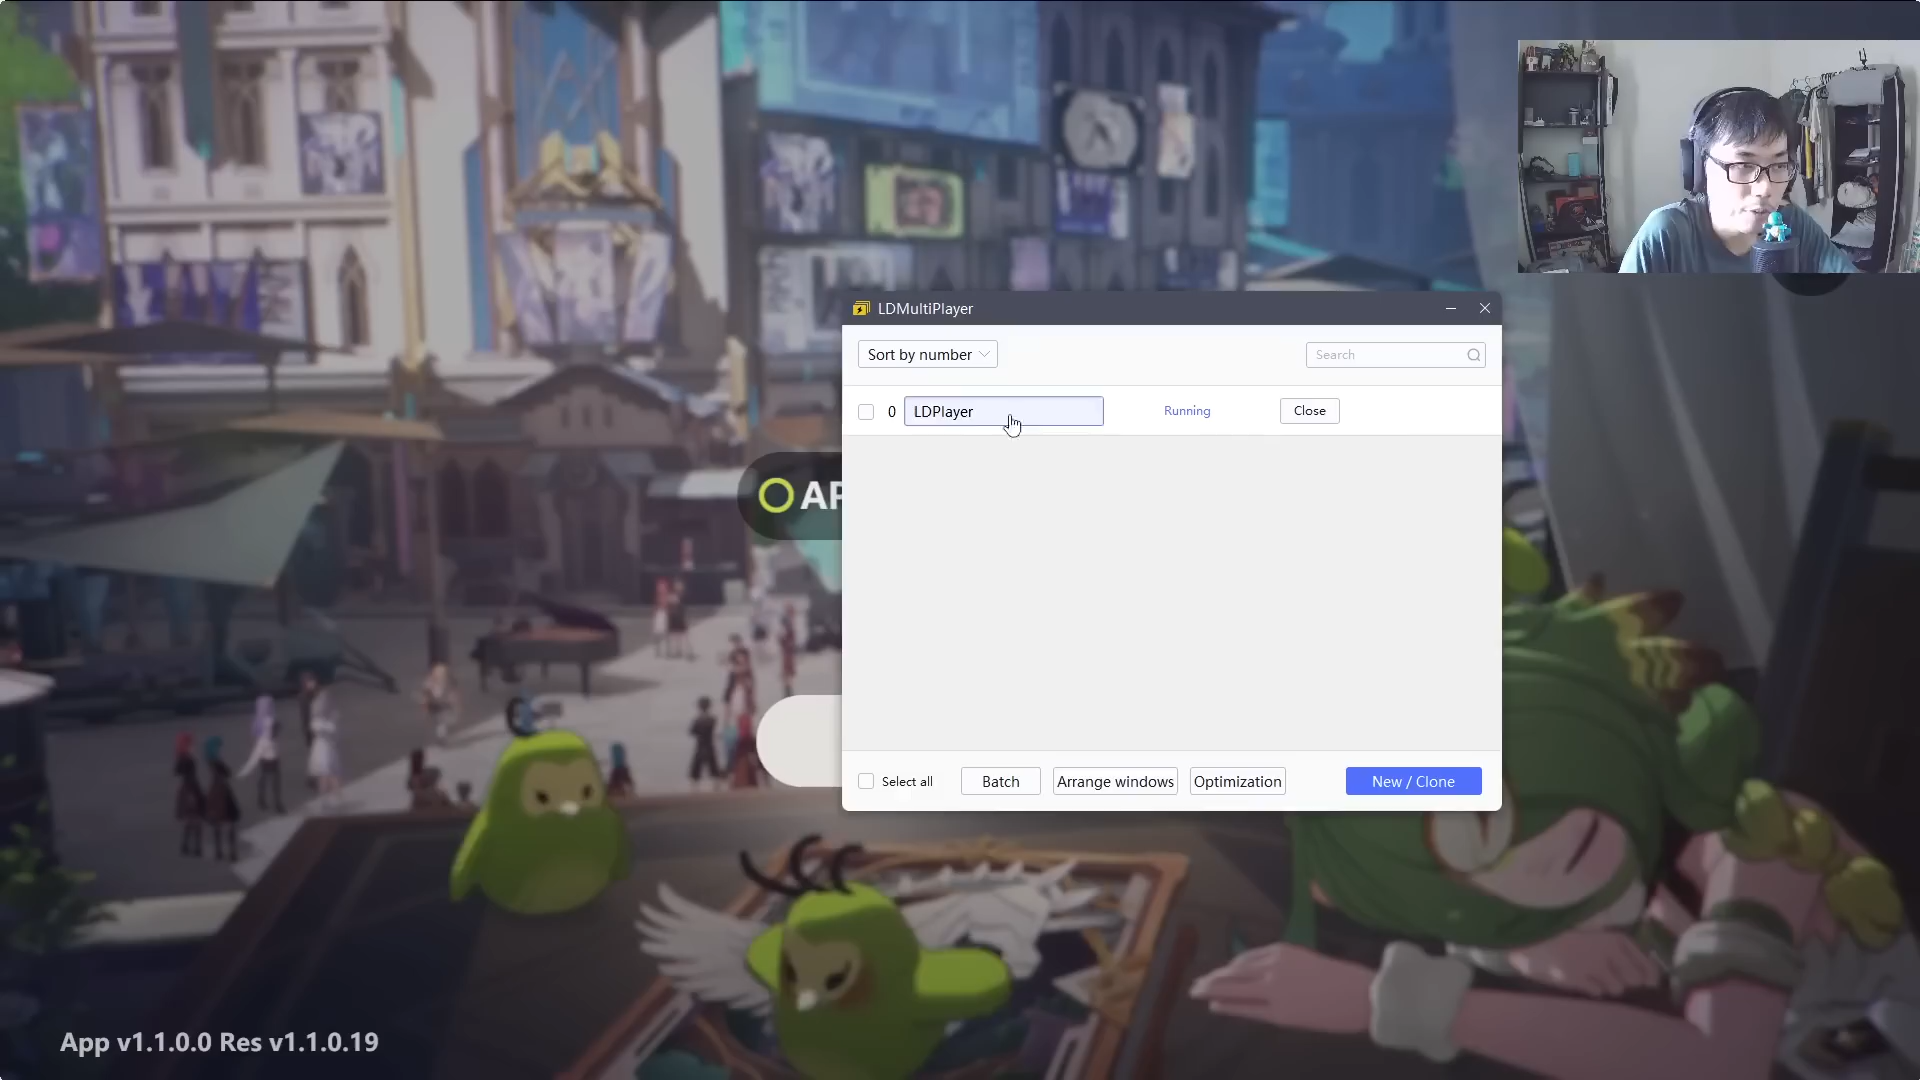 LDMultiPlayer
Sort by number
Search
0 LDPlayer Running Close
AP
Select all Batch Arrange windows Optimization New / Clone
App v1.1.0.0 Res v1.1.0.19